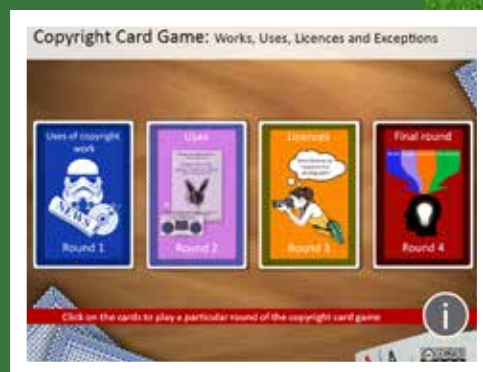 Copyright Card Game: Works, Uses, Licences and Exceptions
Uses of copyright
work
NEWS
Round 1
Uses
Round 2
Licences
Round 3
Final round
Round 4
Click on the cards to play a particular round of the copyright card game
i